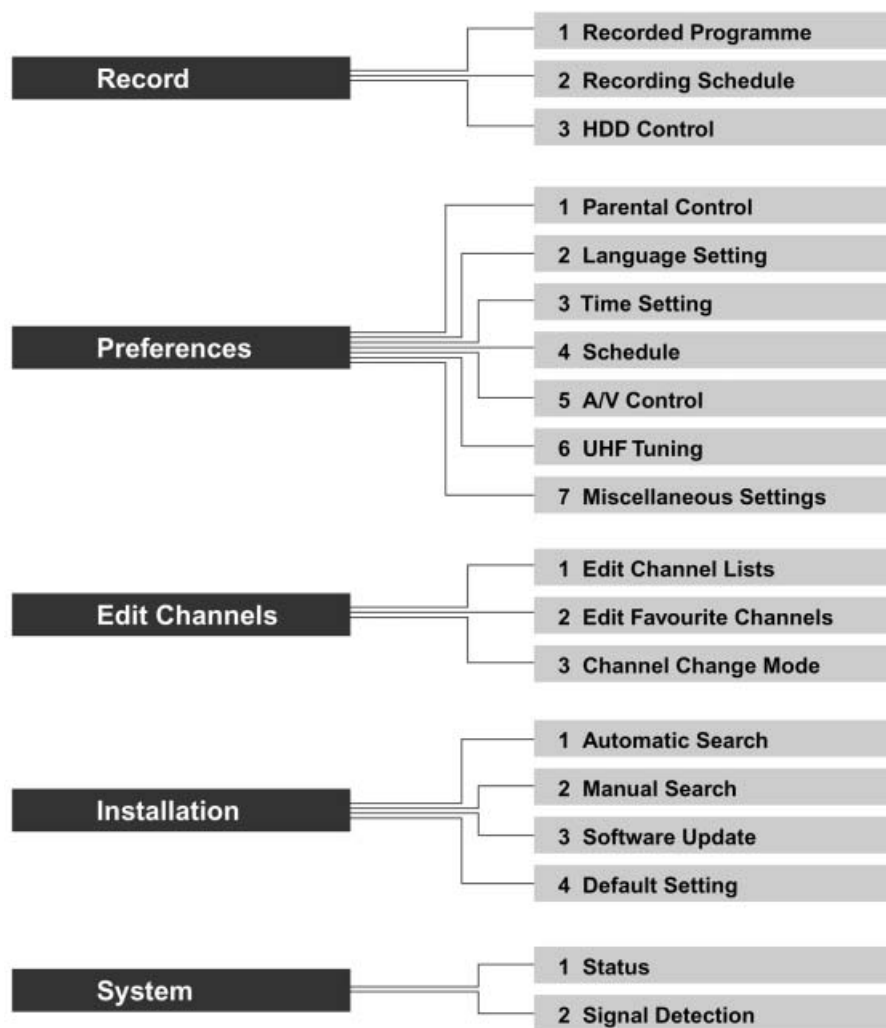 Record
1 Recorded Programme
2 Recording Schedule
3 HDD Control
Preferences
1 Parental Control
2 Language Setting
3 Time Setting
4 Schedule
5 A/V Control
6 UHF Tuning
7 Miscellaneous Settings
Edit Channels
1 Edit Channel Lists
2 Edit Favourite Channels
3 Channel Change Mode
Installation
1 Automatic Search
2 Manual Search
3 Software Update
4 Default Setting
System
1 Status
2 Signal Detection